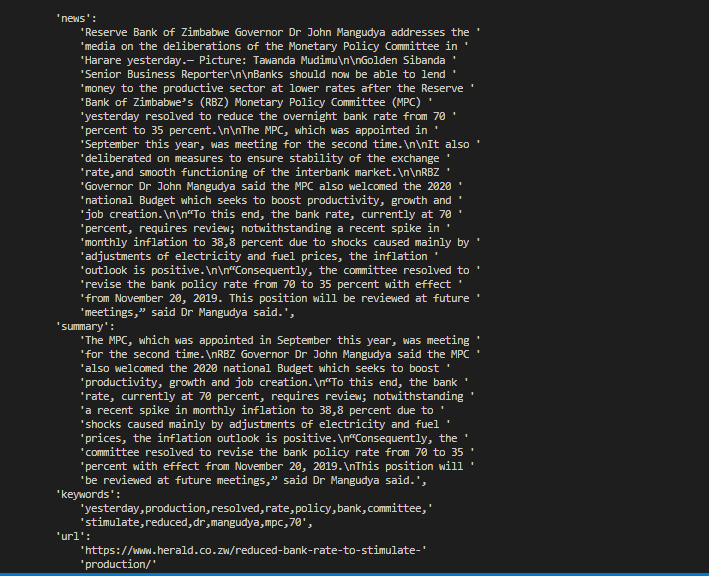 'news':
'Reserve Bank of Zimbabwe Governor Dr John Mangudya addresses the '
'media on the deliberations of the Monetary Policy Committee in '
'Harare yesterday.— Picture: Tawanda Mudimu\n\nGolden Sibanda '
'Senior Business Reporter\n\nBanks should now be able to lend '
'money to the productive sector at lower rates after the Reserve '
'Bank of Zimbabwe’s (RBZ) Monetary Policy Committee (MPC) '
'yesterday resolved to reduce the overnight bank rate from 70 '
'percent to 35 percent.\n\nThe MPC, which was appointed in '
'September this year, was meeting for the second time.\n\nIt also '
'deliberated on measures to ensure stability of the exchange '
'rate,and smooth functioning of the interbank market.\n\nRBZ '
'Governor Dr John Mangudya said the MPC also welcomed the 2020 '
'national Budget which seeks to boost productivity, growth and '
'job creation.\n\n“To this end, the bank rate, currently at 70 '
'percent, requires review; notwithstanding a recent spike in '
'monthly inflation to 38,8 percent due to shocks caused mainly by '
'adjustments of electricity and fuel prices, the inflation '
'outlook is positive.\n\n“Consequently, the committee resolved to '
'revise the bank policy rate from 70 to 35 percent with effect '
'from November 20, 2019. This position will be reviewed at future '
'meetings,” said Dr Mangudya said.',
'summary':
'The MPC, which was appointed in September this year, was meeting '
'for the second time.\nRBZ Governor Dr John Mangudya said the MPC '
'also welcomed the 2020 national Budget which seeks to boost '
'productivity, growth and job creation.\n“To this end, the bank '
'rate, currently at 70 percent, requires review; notwithstanding '
'a recent spike in monthly inflation to 38,8 percent due to '
'shocks caused mainly by adjustments of electricity and fuel '
'prices, the inflation outlook is positive.\n“Consequently, the '
'committee resolved to revise the bank policy rate from 70 to 35 '
'percent with effect from November 20, 2019.\nThis position will '
'be reviewed at future meetings,” said Dr Mangudya said.',
'keywords':
'yesterday,production,resolved,rate,policy,bank,committee,'
'stimulate,reduced,dr,mangudya,mpc,70',
'url':
'https://www.herald.co.zw/reduced-bank-rate-to-stimulate-'
'production/'